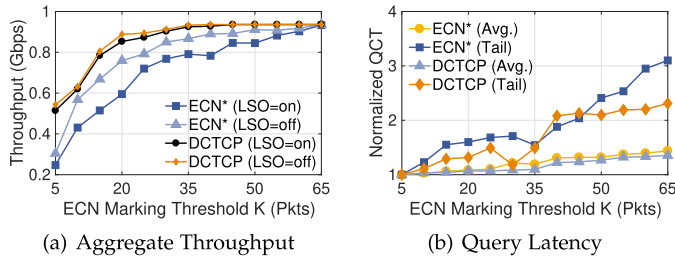 Throughput (Gbps)
1
0.8
0.6
0.4
0.2
ECN* (LSO=on)
ECN* (LSO=off)
DCTCP (LSO=on)
DCTCP (LSO=off)
5 20 35 50 65
ECN Marking Threshold K (Pkts)
(a) Aggregate Throughput
Normalized QCT
4
3
2
1
ECN* (Avg.)
ECN* (Tail)
DCTCP (Avg.)
DCTCP (Tail)
5 20 35 50 65
ECN Marking Threshold K (Pkts)
(b) Query Latency